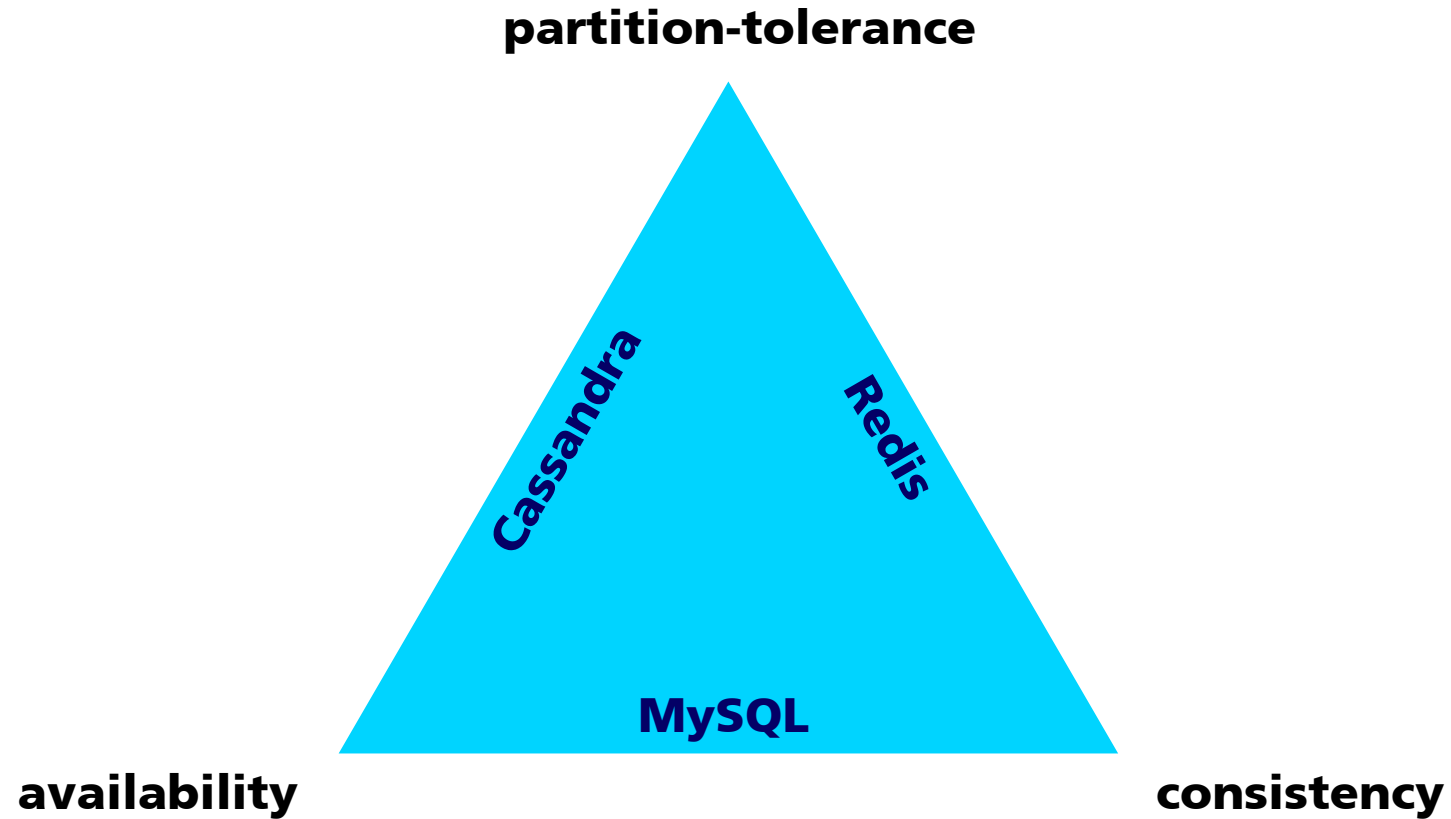 partition-tolerance
Cassandra
Redis
MySQL
availability
consistency